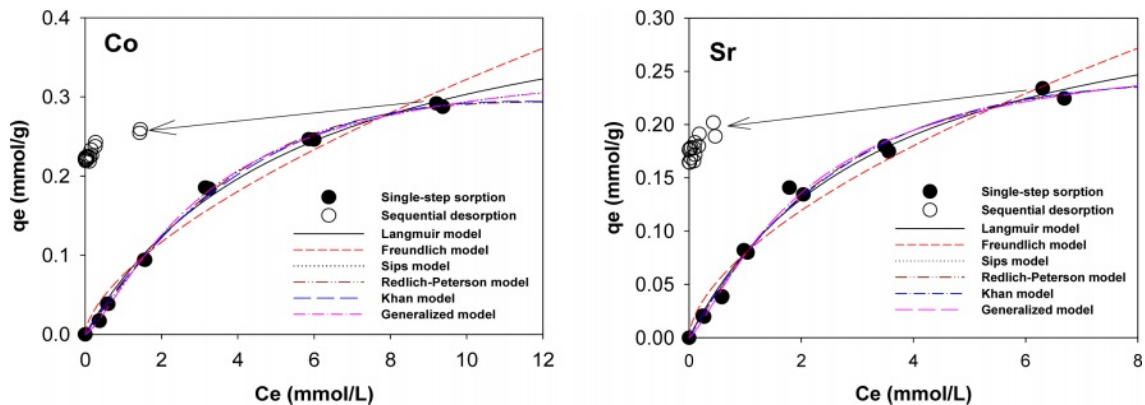 Co
qe (mmol/g)
0.4
0.3
0.2
0.1
0.0
Single-step sorption
Sequential desorption
Langmuir model
Freundlich model
Sips model
Redlich-Peterson model
Khan model
Generalized model
0 2 4 6 8 10 12
Ce (mmol/L)
Sr
qe (mmol/g)
0.30
0.25
0.20
0.15
0.10
0.05
0.00
Single-step sorption
Sequential desorption
Langmuir model
Freundlich model
Sips model
Redlich-Peterson model
Khan model
Generalized model
0 2 4 6 8
Ce (mmol/L)